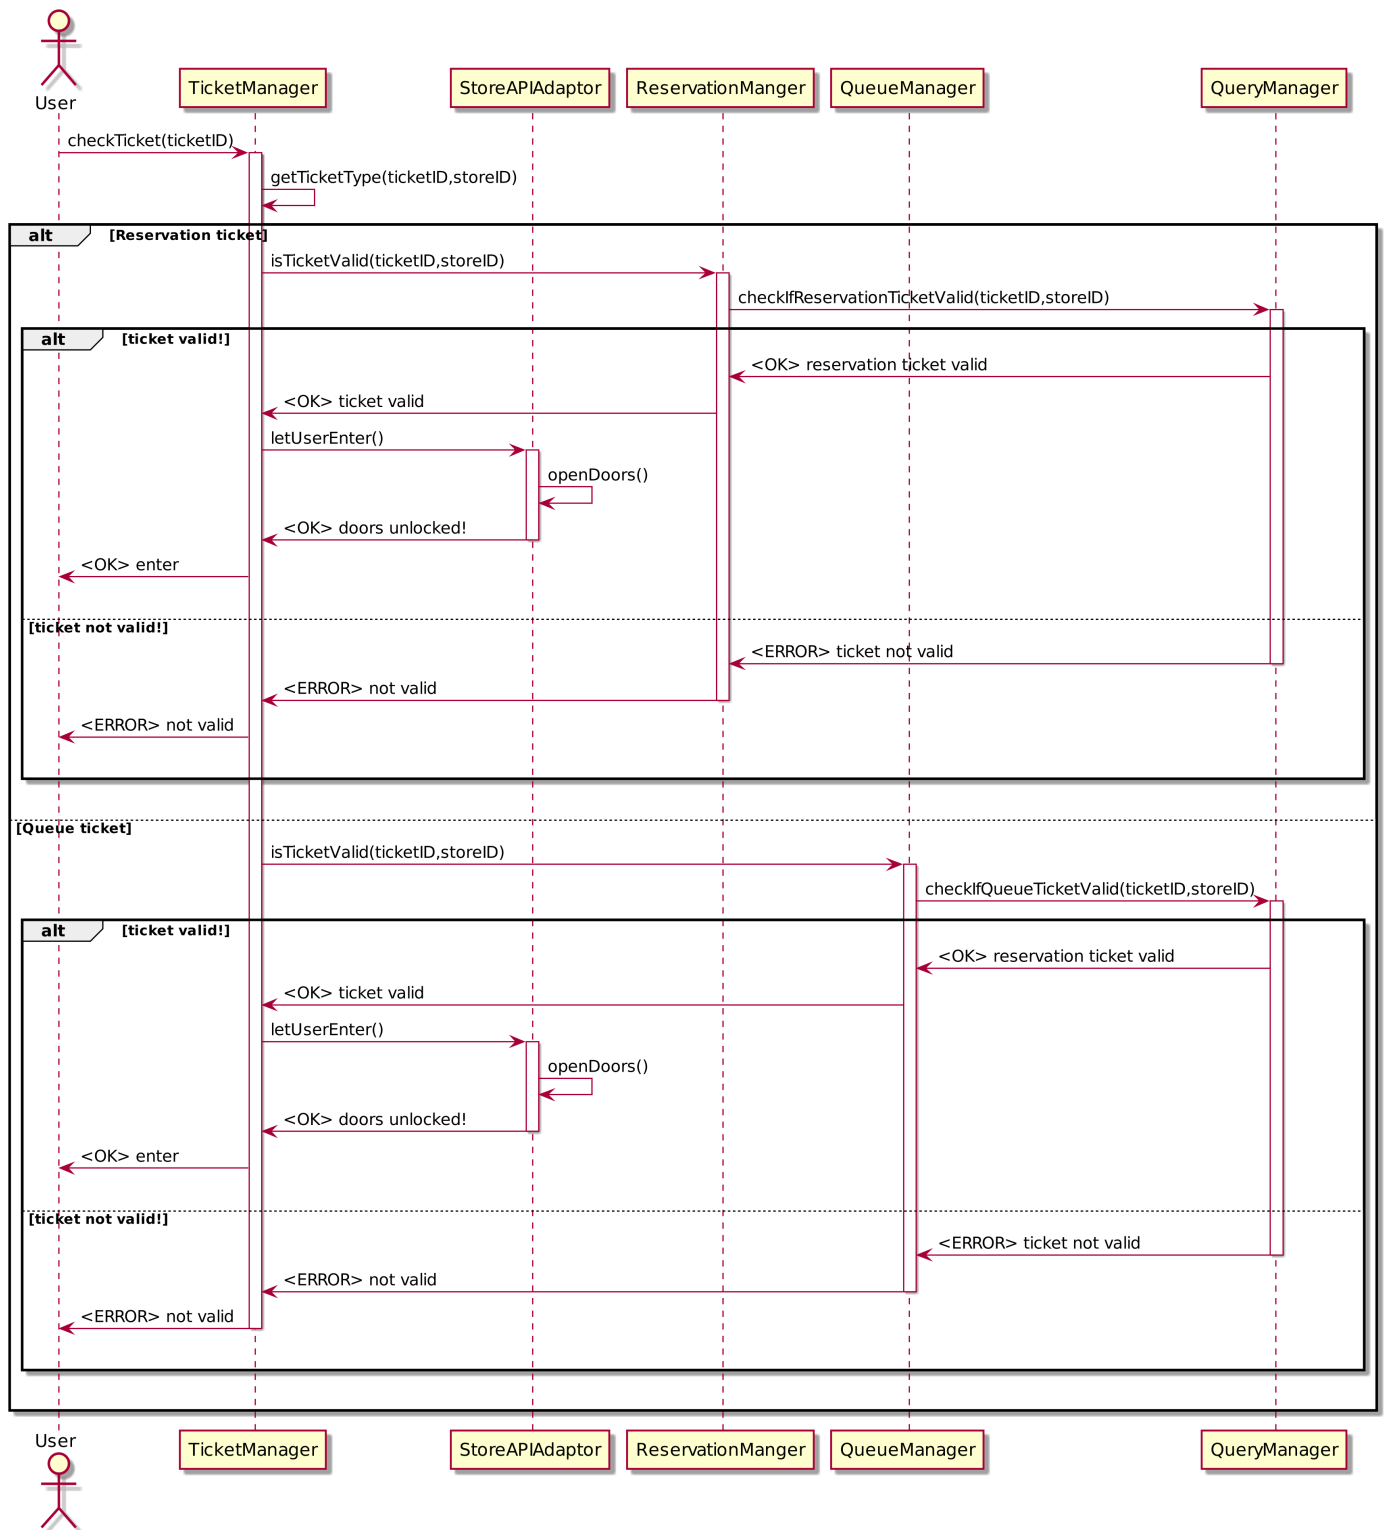 User
TicketManager
StoreAPIAdaptor
ReservationManger
QueueManager
QueryManager
checkTicket(ticketID)
getTicketType(ticketID,storeID)
alt
[Reservation ticket]
isTicketValid(ticketID,storeID)
checkIfReservationTicketValid(ticketID,storeID)
alt
[ticket valid!]
<OK> reservation ticket valid
<OK> ticket valid
letUserEnter()
openDoors()
<OK> doors unlocked!
<OK> enter
[ticket not valid!]
<ERROR> ticket not valid
<ERROR> not valid
<ERROR> not valid
[Queue ticket]
isTicketValid(ticketID,storeID)
checkIfQueueTicketValid(ticketID,storeID)
alt
[ticket valid!]
<OK> reservation ticket valid
<OK> ticket valid
letUserEnter()
openDoors()
<OK> doors unlocked!
<OK> enter
[ticket not valid!]
<ERROR> ticket not valid
<ERROR> not valid
<ERROR> not valid
User
TicketManager
StoreAPIAdaptor
ReservationManger
QueueManager
QueryManager